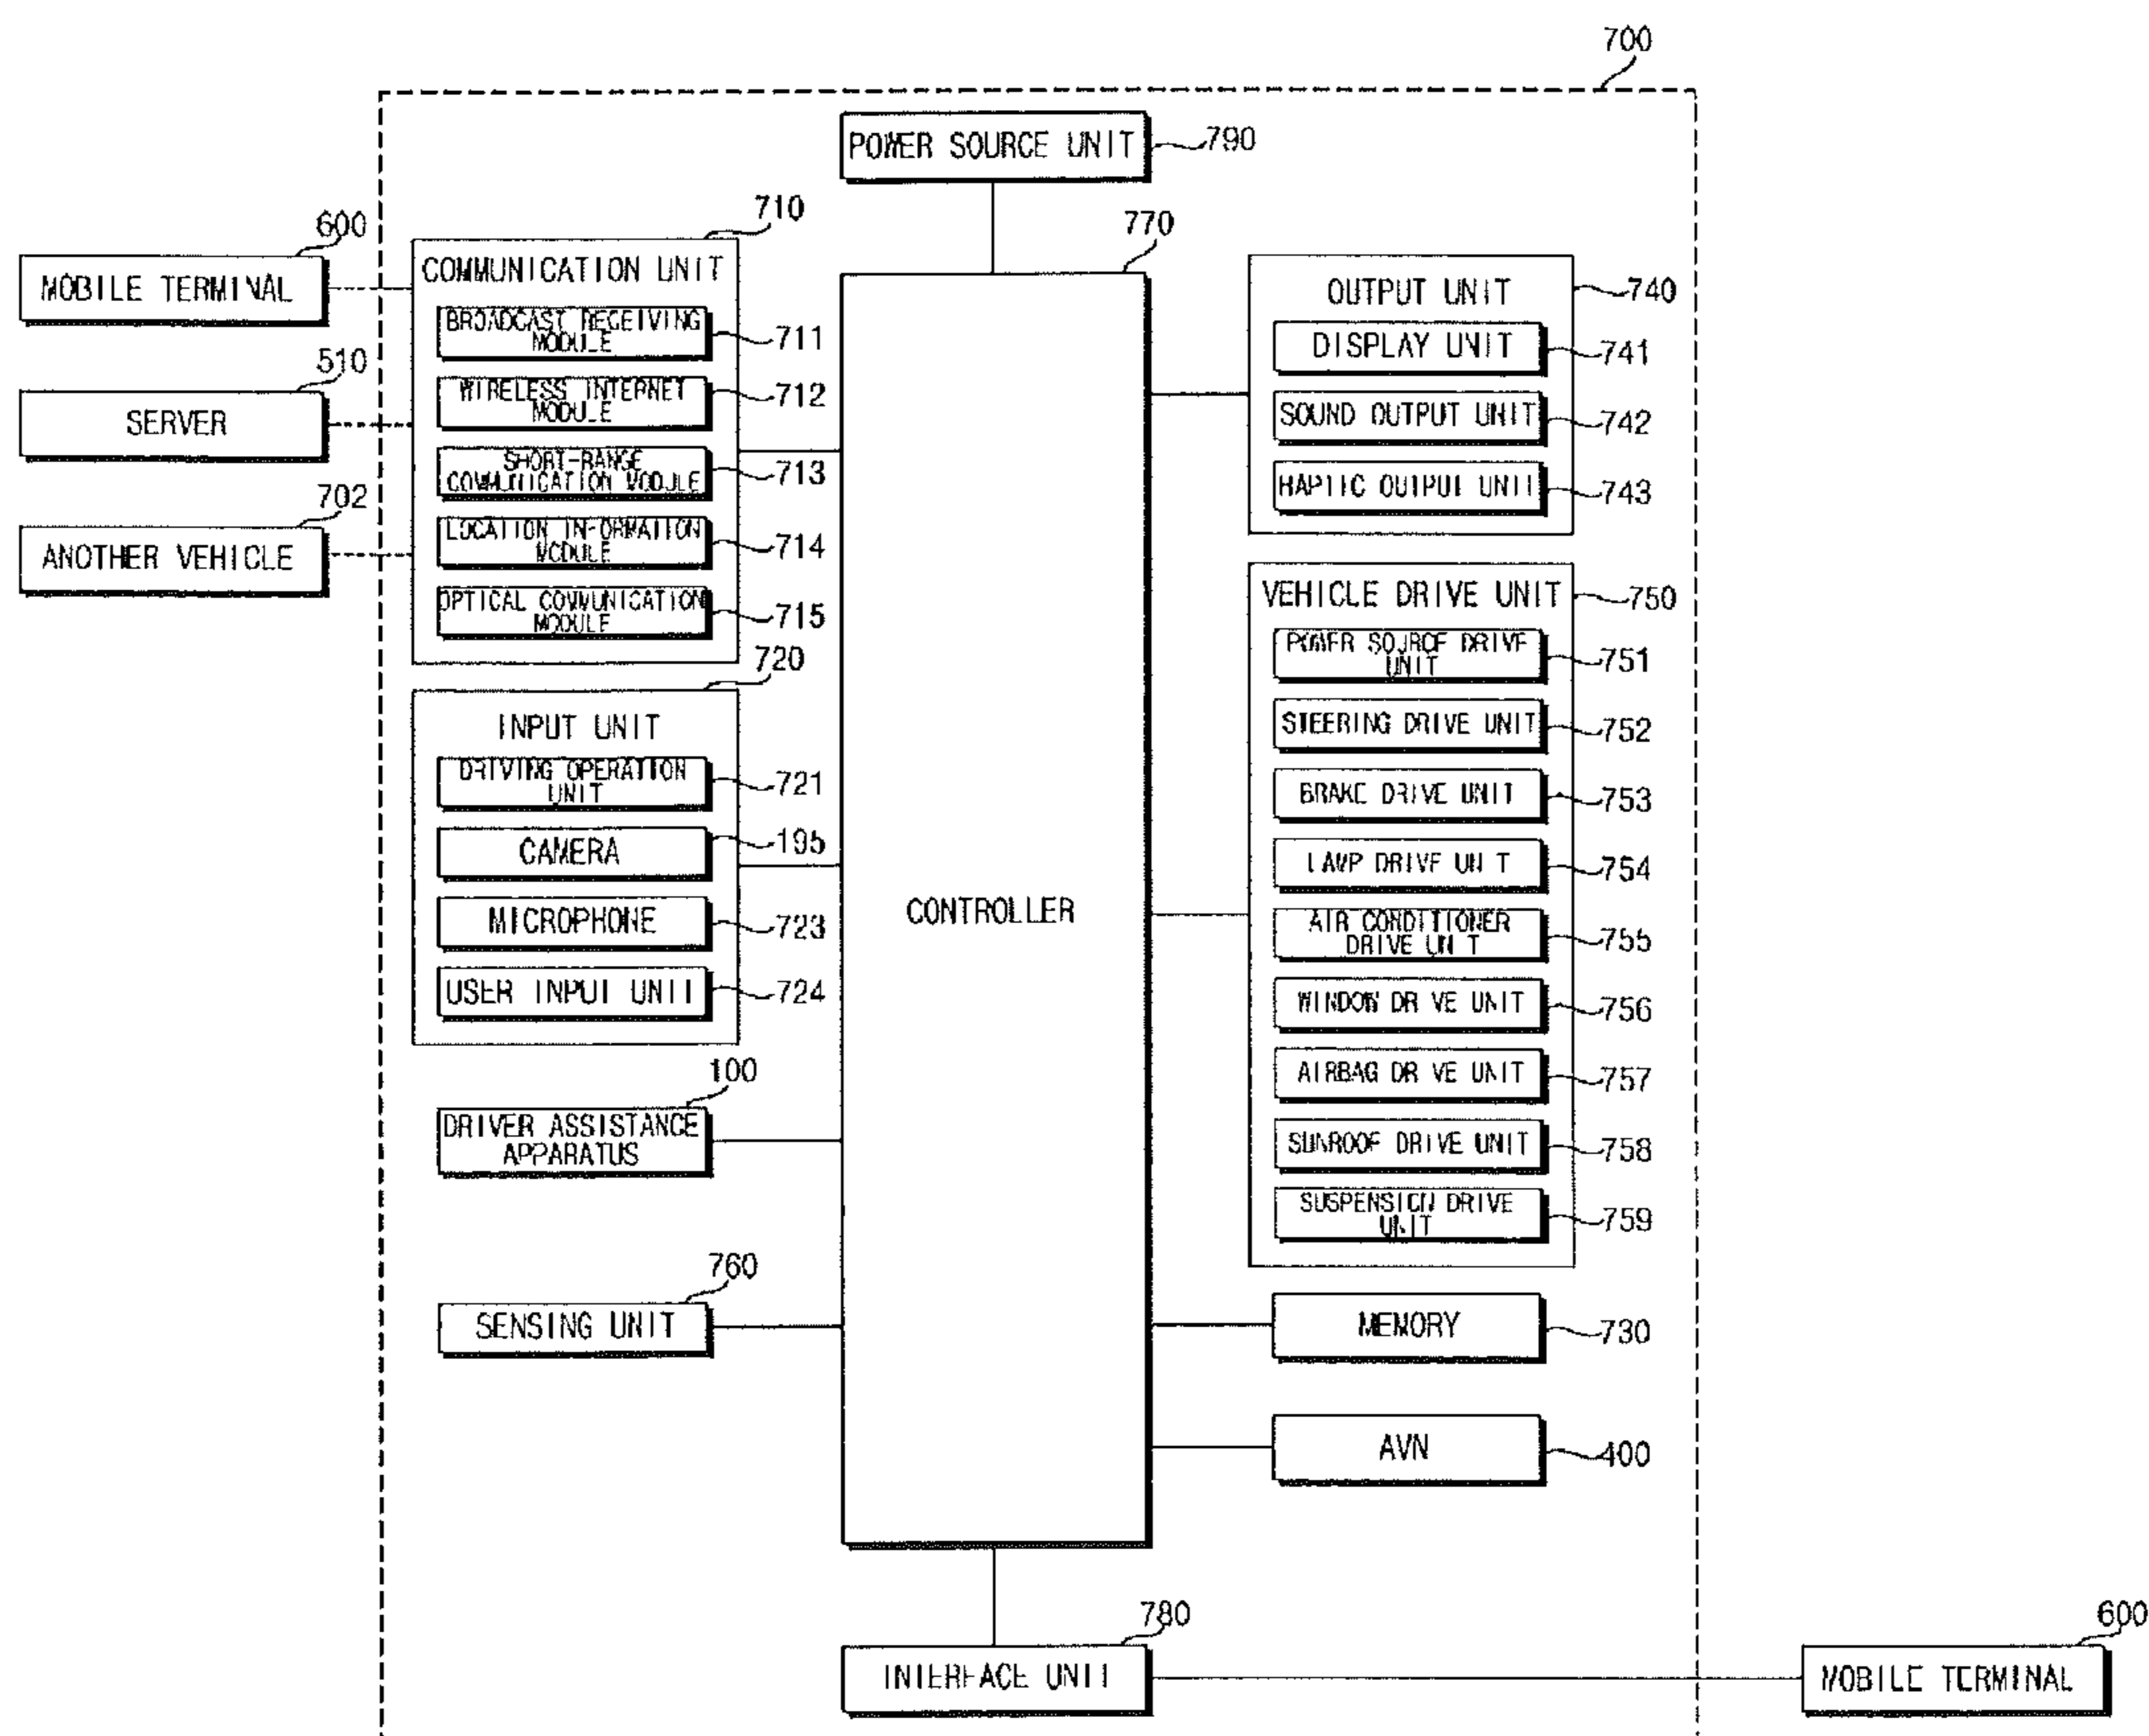 700
POWER SOURCE UNIT
790
710
770
600
MOBILE TERMINAL
510
SERVER
702
ANOTHER VEHICLE
COMMUNICATION UNIT
BROADCAST RECEIVING
MODULE
711
WIRELESS INTERNET
MODULE
712
SHORT-RANGE
COMMUNICATION MODULE
713
LOCATION INFORMATION
MODULE
714
OPTICAL COMMUNICATION
MODULE
715
720
INPUT UNIT
DRIVING OPERATION
UNIT
721
CAMERA
195
MICROPHONE
723
USER INPUT UNIT
724
100
DRIVER ASSISTANCE
APPARATUS
760
SENSING UNIT
CONTROLLER
OUTPUT UNIT
740
DISPLAY UNIT
741
SOUND OUTPUT UNIT
742
HAPTIC OUTPUT UNIT
743
VEHICLE DRIVE UNIT
750
POWER SOURCE DRIVE
UNIT
751
STEERING DRIVE UNIT
752
BRAKE DRIVE UNIT
753
LAMP DRIVE UNIT
754
AIR CONDITIONER
DRIVE UNIT
755
WINDOW DRIVE UNIT
756
AIRBAG DRIVE UNIT
757
SUNROOF DRIVE UNIT
758
SUSPENSION DRIVE
UNIT
759
MEMORY
730
AVN
400
780
INTERFACE UNIT
600
MOBILE TERMINAL